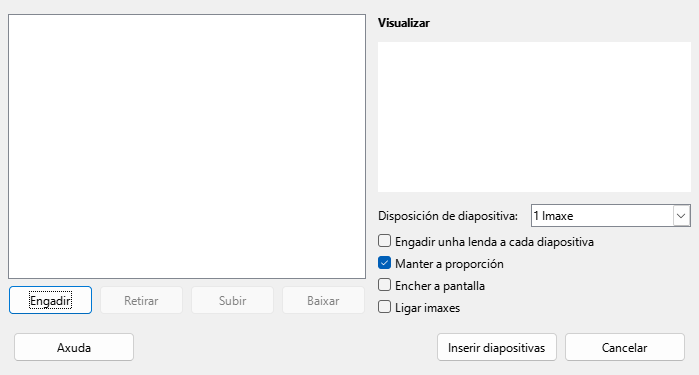 Visualizar
Disposición de diapositiva: 1 Imaxe
Engadir unha lenda a cada diapositiva
Manter a proporción
Encher a pantalla
Ligar imaxes
Engadir Retirar Subir Baixar
Axuda Inserir diapositivas Cancelar